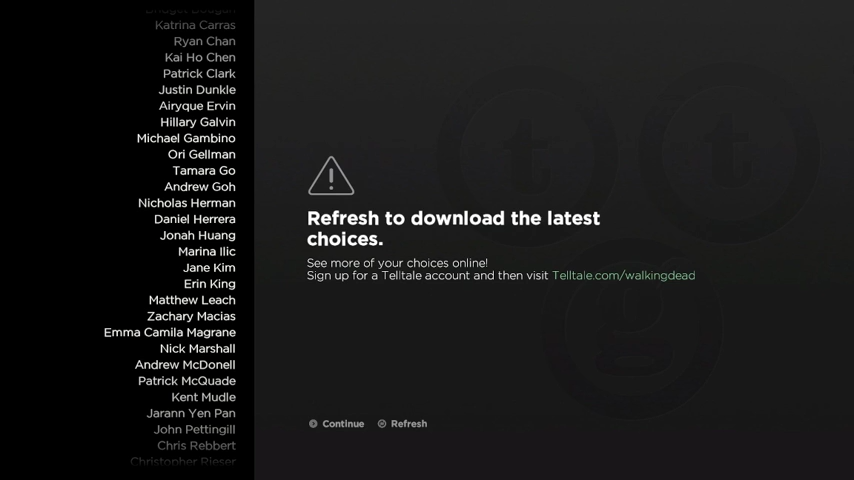 Katrina Carras
Ryan Chan
Kai Ho Chen
Patrick Clark
Justin Dunkle
Airyque Ervin
Hillary Galvin
Michael Gambino
Ori Gellman
Tamara Go
Andrew Goh
Nicholas Herman
Daniel Herrera
Jonah Huang
Marina Ilic
Jane Kim
Erin King
Matthew Leach
Zachary Macias
Emma Camila Magrane
Nick Marshall
Andrew McDonell
Patrick McQuade
Kent Mudle
Jarann Yen Pan
John Pettingill
Chris Rebbert
Christopher Rieser
Refresh to download the latest
choices.
See more of your choices online!
Sign up for a Telltale account and then visit Telltale.com/walkingdead
Continue Refresh